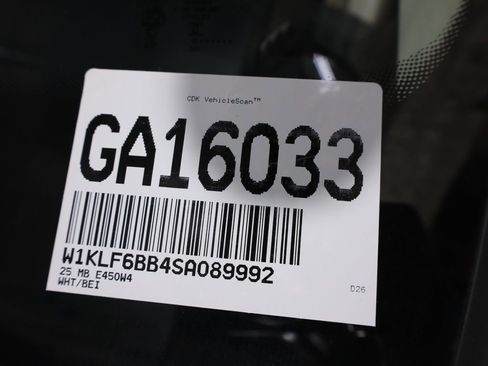 CDK VehicleScan™
GA16033
W1KLF6BB4SA089992
25 MB E450W4
WHT/BEI
D26